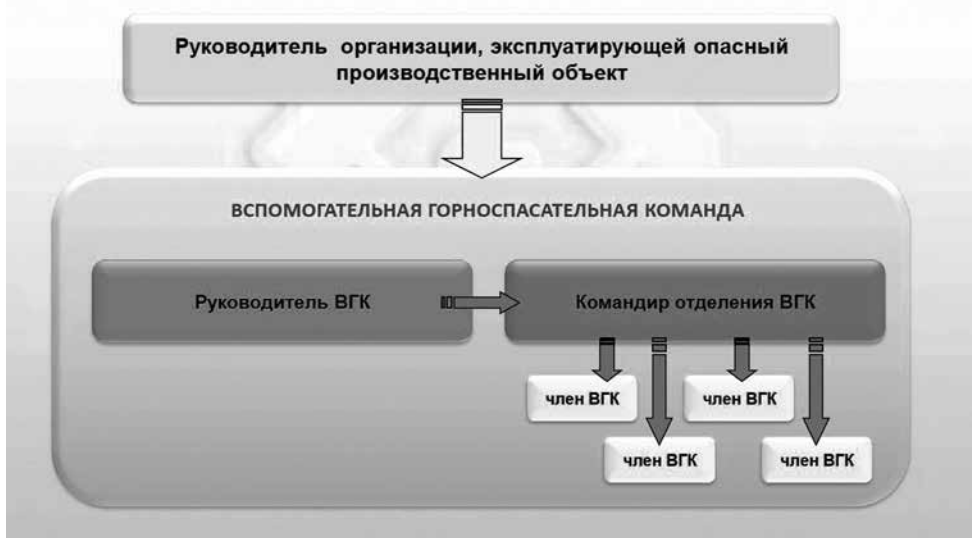 Руководитель организации, эксплуатирующей опасный
производственный объект
ВСПОМОГАТЕЛЬНАЯ ГОРНОСПАСАТЕЛЬНАЯ КОМАНДА
Руководитель ВГК
Командир отделения ВГК
член ВГК
член ВГК
член ВГК
член ВГК